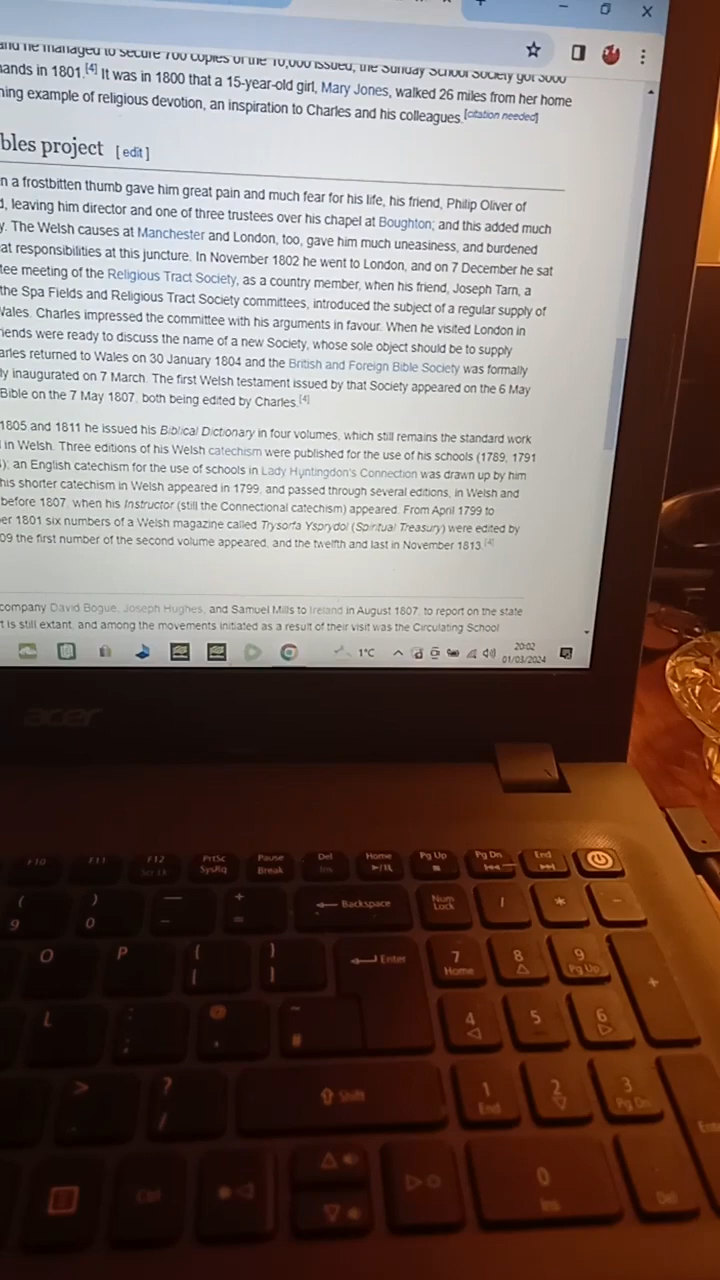 and he managed to secure 700 copies of the 10,000 issued, the Sunday School Society got 3000
ands in 1801.[4] It was in 1800 that a 15-year-old girl, Mary Jones, walked 26 miles from her home
ning example of religious devotion, an inspiration to Charles and his colleagues.[citation needed]
bles project [ edit ]
n a frostbitten thumb gave him great pain and much fear for his life, his friend, Philip Oliver of
d, leaving him director and one of three trustees over his chapel at Boughton; and this added much
y. The Welsh causes at Manchester and London, too, gave him much uneasiness, and burdened
at responsibilities at this juncture. In November 1802 he went to London, and on 7 December he sat
tee meeting of the Religious Tract Society, as a country member, when his friend, Joseph Tarn, a
the Spa Fields and Religious Tract Society committees, introduced the subject of a regular supply of
Wales. Charles impressed the committee with his arguments in favour. When he visited London in
iends were ready to discuss the name of a new Society, whose sole object should be to supply
arles returned to Wales on 30 January 1804 and the British and Foreign Bible Society was formally
ly inaugurated on 7 March. The first Welsh testament issued by that Society appeared on the 6 May
Bible on the 7 May 1807, both being edited by Charles.[4]
1805 and 1811 he issued his Biblical Dictionary in four volumes, which still remains the standard work
in Welsh. Three editions of his Welsh catechism were published for the use of his schools (1789, 1791
); an English catechism for the use of schools in Lady Huntingdon's Connection was drawn up by him
his shorter catechism in Welsh appeared in 1799, and passed through several editions, in Welsh and
before 1807, when his Instructor (still the Connectional catechism) appeared. From April 1799 to
er 1801 six numbers of a Welsh magazine called Trysorfa Ysprydol (Spiritual Treasury) were edited by
09 the first number of the second volume appeared, and the twelfth and last in November 1813.[4]
company David Bogue, Joseph Hughes, and Samuel Mills to Ireland in August 1807, to report on the state
t is still extant, and among the movements initiated as a result of their visit was the Circulating School
1°C 20:02
01/03/2024
acer
F10 F11 F12 PrtSc Pause Del Home Pg Up Pg Dn End
Scr Lk SysRq Break Ins
( ) — + Backspace Num Lock / * -
9 0 - =
O P { } Enter 7 8 9
[ ] Home Pg Up +
L : @ ~ 4 5 6
; ' #
> ? Shift 1 2 3
. / End Pg Dn
Ctrl 0 Del
Ins